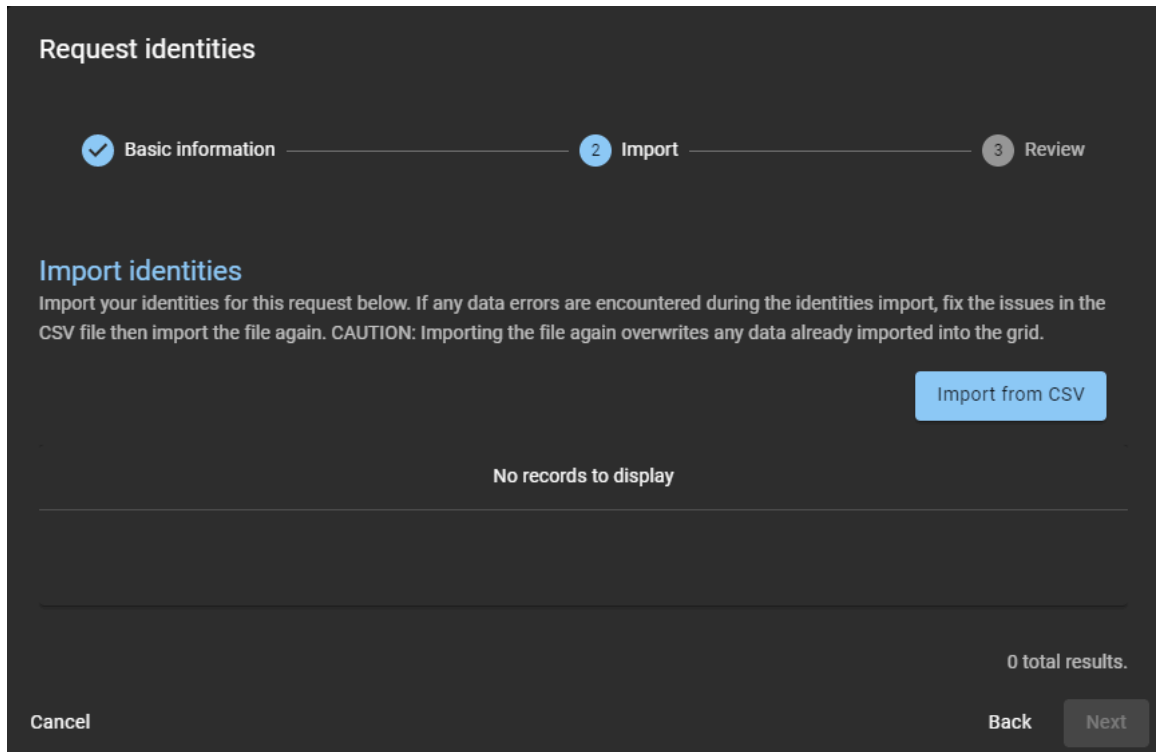 Request identities
Basic information
2 Import
3 Review
Import identities
Import your identities for this request below. If any data errors are encountered during the identities import, fix the issues in the
CSV file then import the file again. CAUTION: Importing the file again overwrites any data already imported into the grid.
Import from CSV
No records to display
0 total results.
Cancel
Back
Next